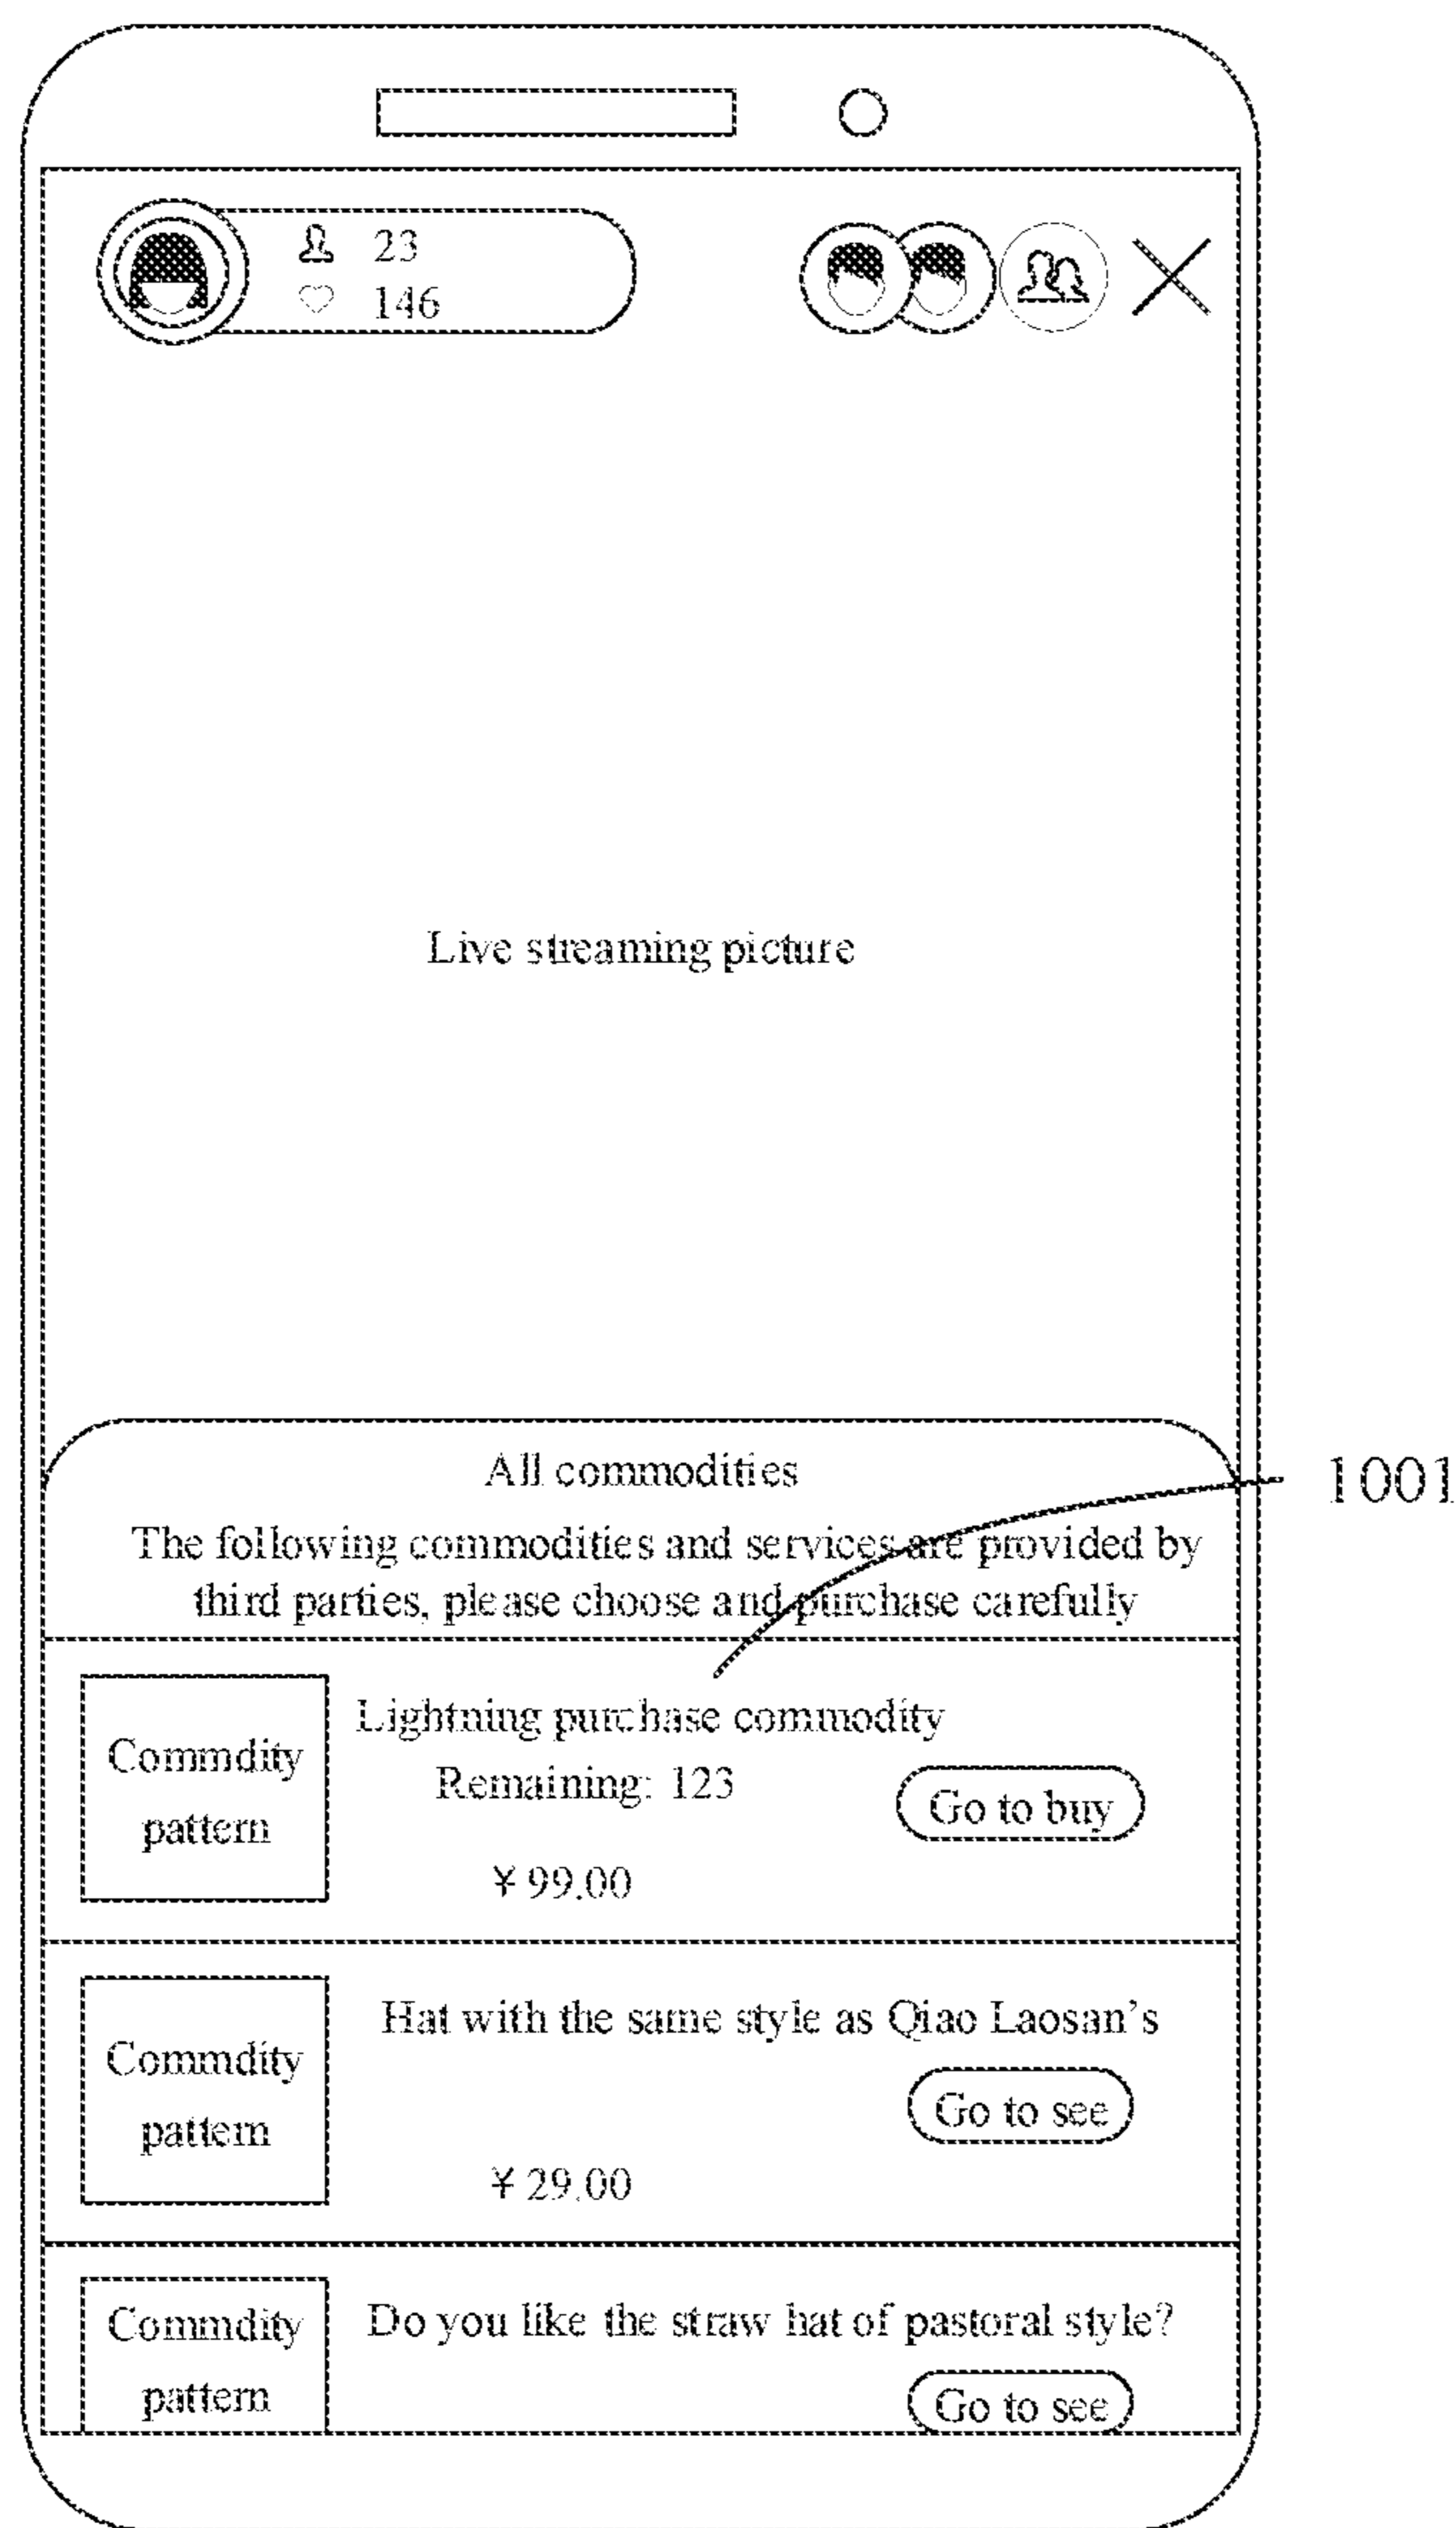 23
146
Live streaming picture
All commodities
1001
The following commodities and services are provided by
third parties, please choose and purchase carefully
Commdity
pattern
Lightning purchase commodity
Remaining: 123
Go to buy
¥ 99.00
Commdity
pattern
Hat with the same style as Qiao Laosan’s
Go to see
¥ 29.00
Commdity
pattern
Do you like the straw hat of pastoral style?
Go to see